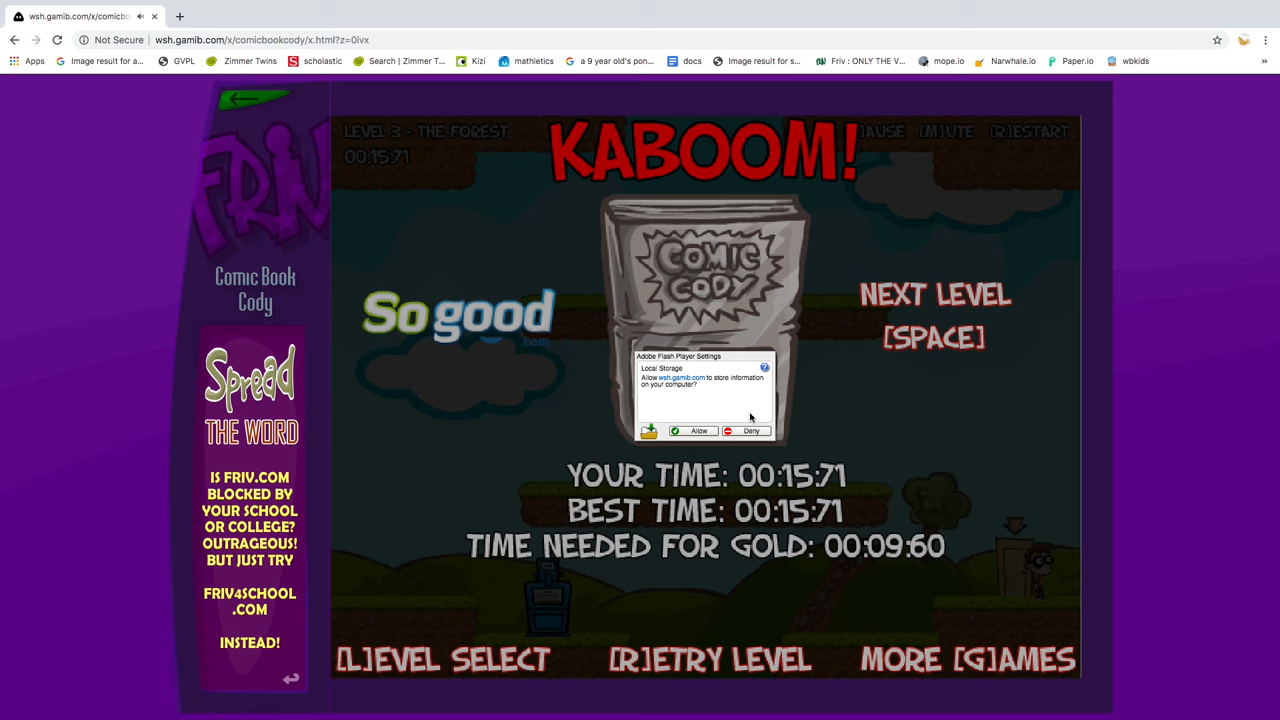 wsh.gamib.com/x/comicbo
Not Secure wsh.gamib.com/x/comicbookcody/x.html?z=0ivx
Apps Image result for a... GVPL Zimmer Twins scholastic Search | Zimmer T... Kizi mathletics a 9 year old's pon... docs Image result for s... Friv : ONLY THE V... mope.io Narwhale.io Paper.io wbkids »
LEVEL 3 - THE FOREST
AUSE [M]UTE [R]ESTART
00:15:71
KABOOM!
FRIV
Comic Book
Cody
COMIC
CODY
So good
.com
NEXT LEVEL
[SPACE]
Adobe Flash Player Settings
Local Storage
Allow wsh.gamib.com to store information
on your computer?
Allow Deny
Spread
THE WORD
IS FRIV.COM
BLOCKED BY
YOUR SCHOOL
OR COLLEGE?
OUTRAGEOUS!
BUT JUST TRY
FRIV4SCHOOL
.COM
INSTEAD!
YOUR TIME: 00:15:71
BEST TIME: 00:15:71
TIME NEEDED FOR GOLD: 00:09:60
[L]EVEL SELECT [R]ETRY LEVEL MORE [G]AMES